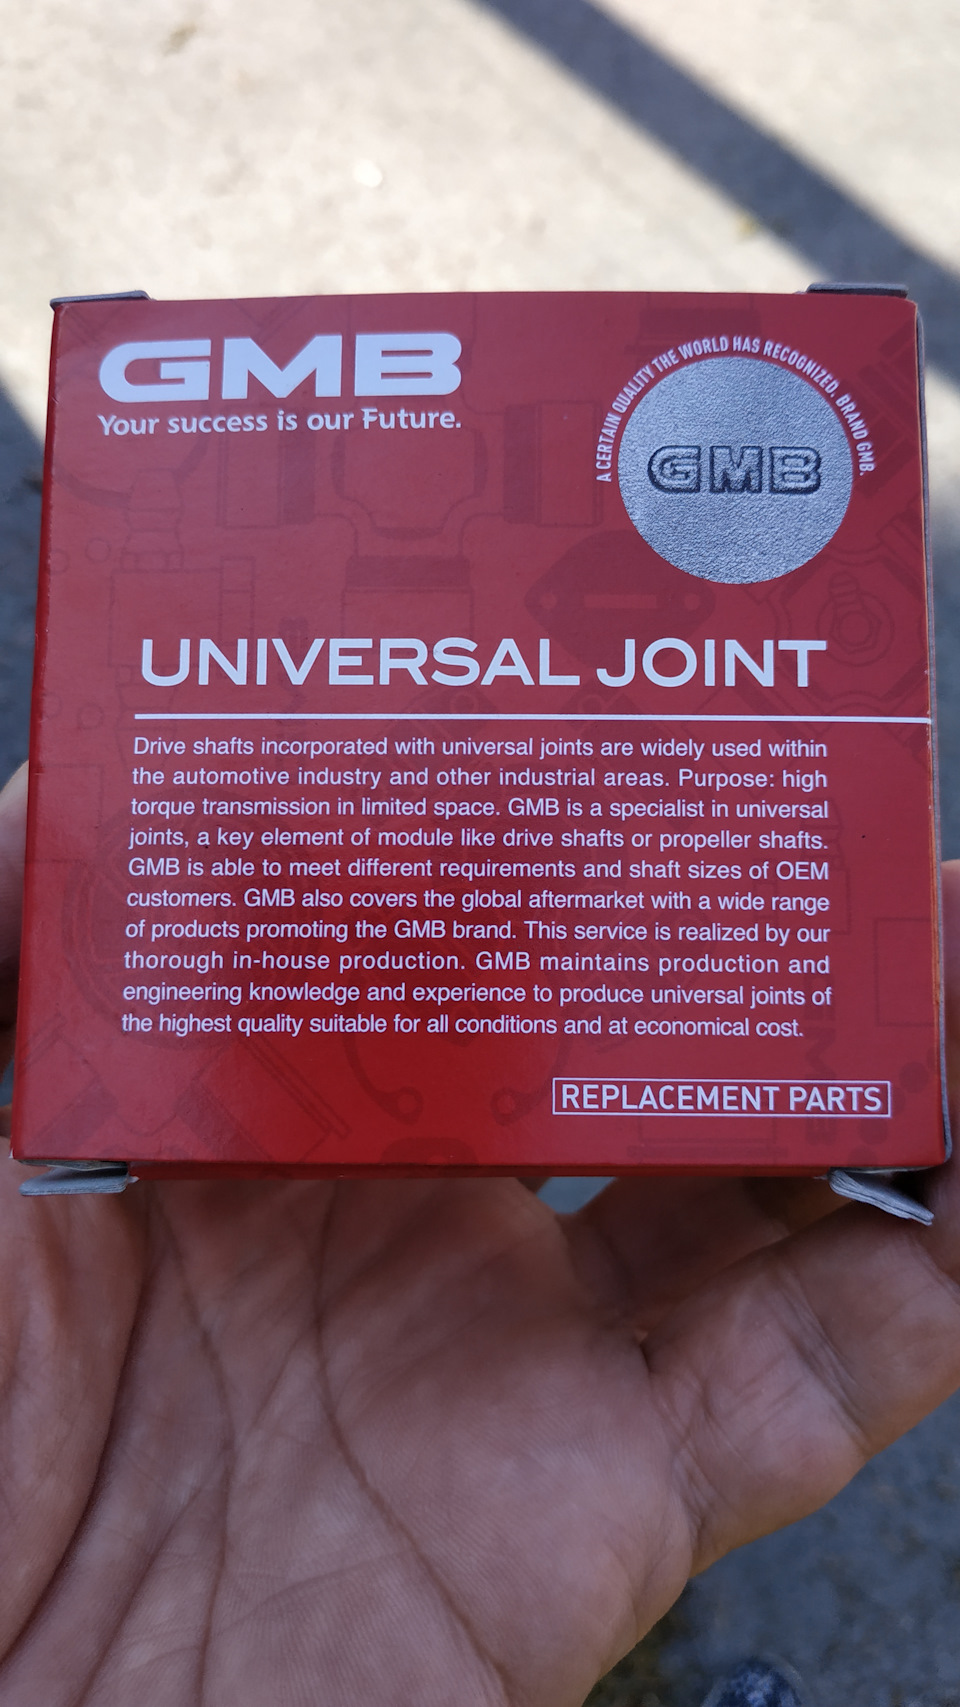 GMB
Your success is our Future.
A CERTAIN QUALITY THE WORLD HAS RECOGNIZED. BRAND GMB.
GMB
UNIVERSAL JOINT
Drive shafts incorporated with universal joints are widely used within
the automotive industry and other industrial areas. Purpose: high
torque transmission in limited space. GMB is a specialist in universal
joints, a key element of module like drive shafts or propeller shafts.
GMB is able to meet different requirements and shaft sizes of OEM
customers. GMB also covers the global aftermarket with a wide range
of products promoting the GMB brand. This service is realized by our
thorough in-house production. GMB maintains production and
engineering knowledge and experience to produce universal joints of
the highest quality suitable for all conditions and at economical cost.
REPLACEMENT PARTS